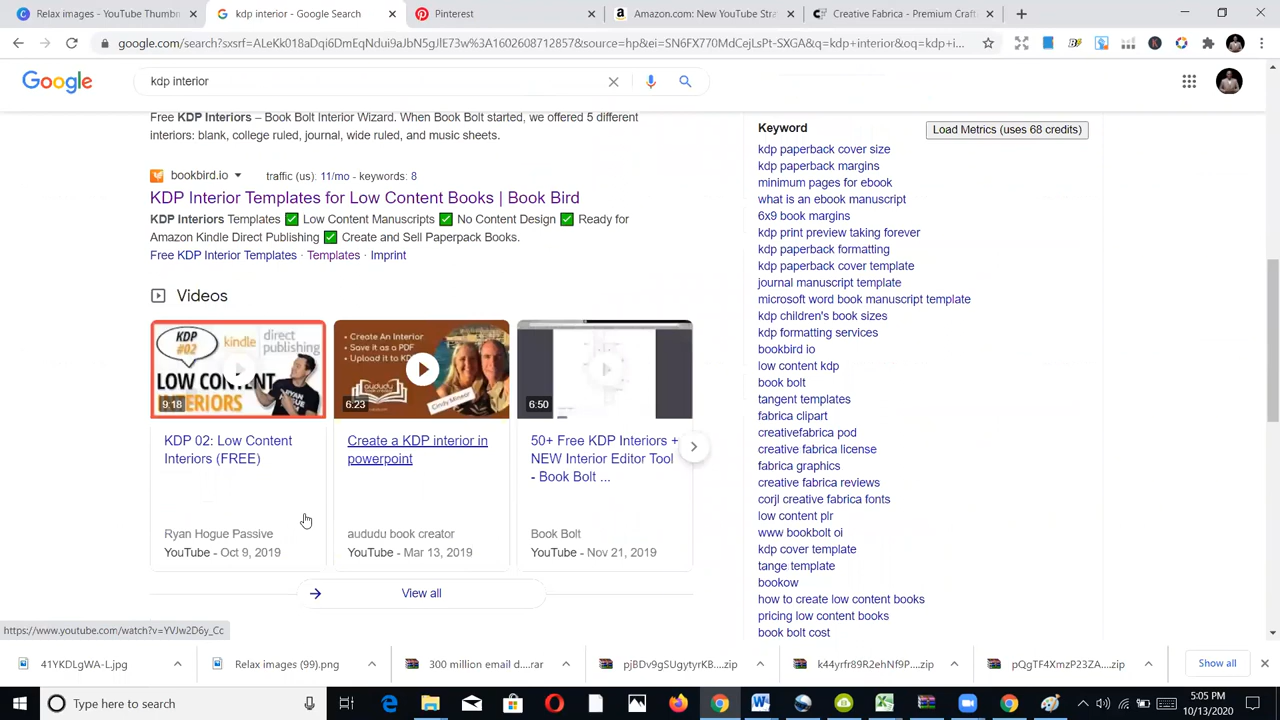 Relax images - YouTube Thumbn
kdp interior - Google Search
Pinterest
Amazon.com: New YouTube Stra
Creative Fabrica - Premium Craft
google.com/search?sxsrf=ALeKk018aDqi6DmEqNdui9aJbN5gJlE73w%3A1602608712857&source=hp&ei=SN6FX770MdCejLsPt-SXGA&q=kdp+interior&oq=kdp+i...
Google
kdp interior
Free KDP Interiors – Book Bolt Interior Wizard. When Book Bolt started, we offered 5 different
interiors: blank, college ruled, journal, wide ruled, and music sheets.
bookbird.io
traffic (us): 11/mo - keywords: 8
KDP Interior Templates for Low Content Books | Book Bird
KDP Interiors Templates ✅ Low Content Manuscripts ✅ No Content Design ✅ Ready for
Amazon Kindle Direct Publishing ✅ Create and Sell Paperpack Books.
Free KDP Interior Templates · Templates · Imprint
Videos
KDP
#02
kindle direct
publishing
LOW CONTENT
INTERIORS
RYAN
HOGUE
9:18
• Create An Interior
• Save it as a PDF
• Upload it to KDP
aududu
Cindy Minear
6:23
6:50
KDP 02: Low Content
Interiors (FREE)
Ryan Hogue Passive
YouTube - Oct 9, 2019
Create a KDP interior in
powerpoint
aududu book creator
YouTube - Mar 13, 2019
50+ Free KDP Interiors +
NEW Interior Editor Tool
- Book Bolt ...
Book Bolt
YouTube - Nov 21, 2019
View all
Keyword
Load Metrics (uses 68 credits)
kdp paperback cover size
kdp paperback margins
minimum pages for ebook
what is an ebook manuscript
6x9 book margins
kdp print preview taking forever
kdp paperback formatting
kdp paperback cover template
journal manuscript template
microsoft word book manuscript template
kdp children's book sizes
kdp formatting services
bookbird io
low content kdp
book bolt
tangent templates
fabrica clipart
creativefabrica pod
creative fabrica license
fabrica graphics
creative fabrica reviews
corjl creative fabrica fonts
low content plr
www bookbolt oi
kdp cover template
tange template
bookow
how to create low content books
pricing low content books
book bolt cost
https://www.youtube.com/watch?v=YVJw2D6y_Cc
41YKDLgWA-L.jpg
Relax images (99).png
300 million email d....rar
pjBDv9gSUgytyrKB....zip
k44yrfr89R2ehNf9P....zip
pQgTF4XmzP23ZA....zip
Show all
Type here to search
5:05 PM
10/13/2020